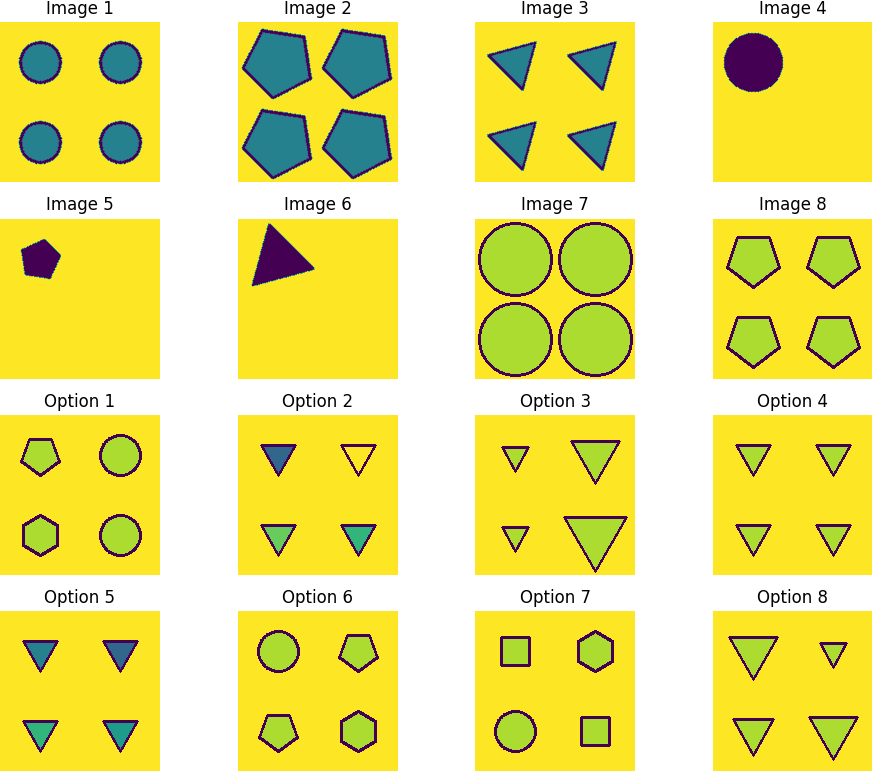 Image 1
Image 2
Image 3
Image 4
Image 5
Image 6
Image 7
Image 8
Option 1
Option 2
Option 3
Option 4
Option 5
Option 6
Option 7
Option 8